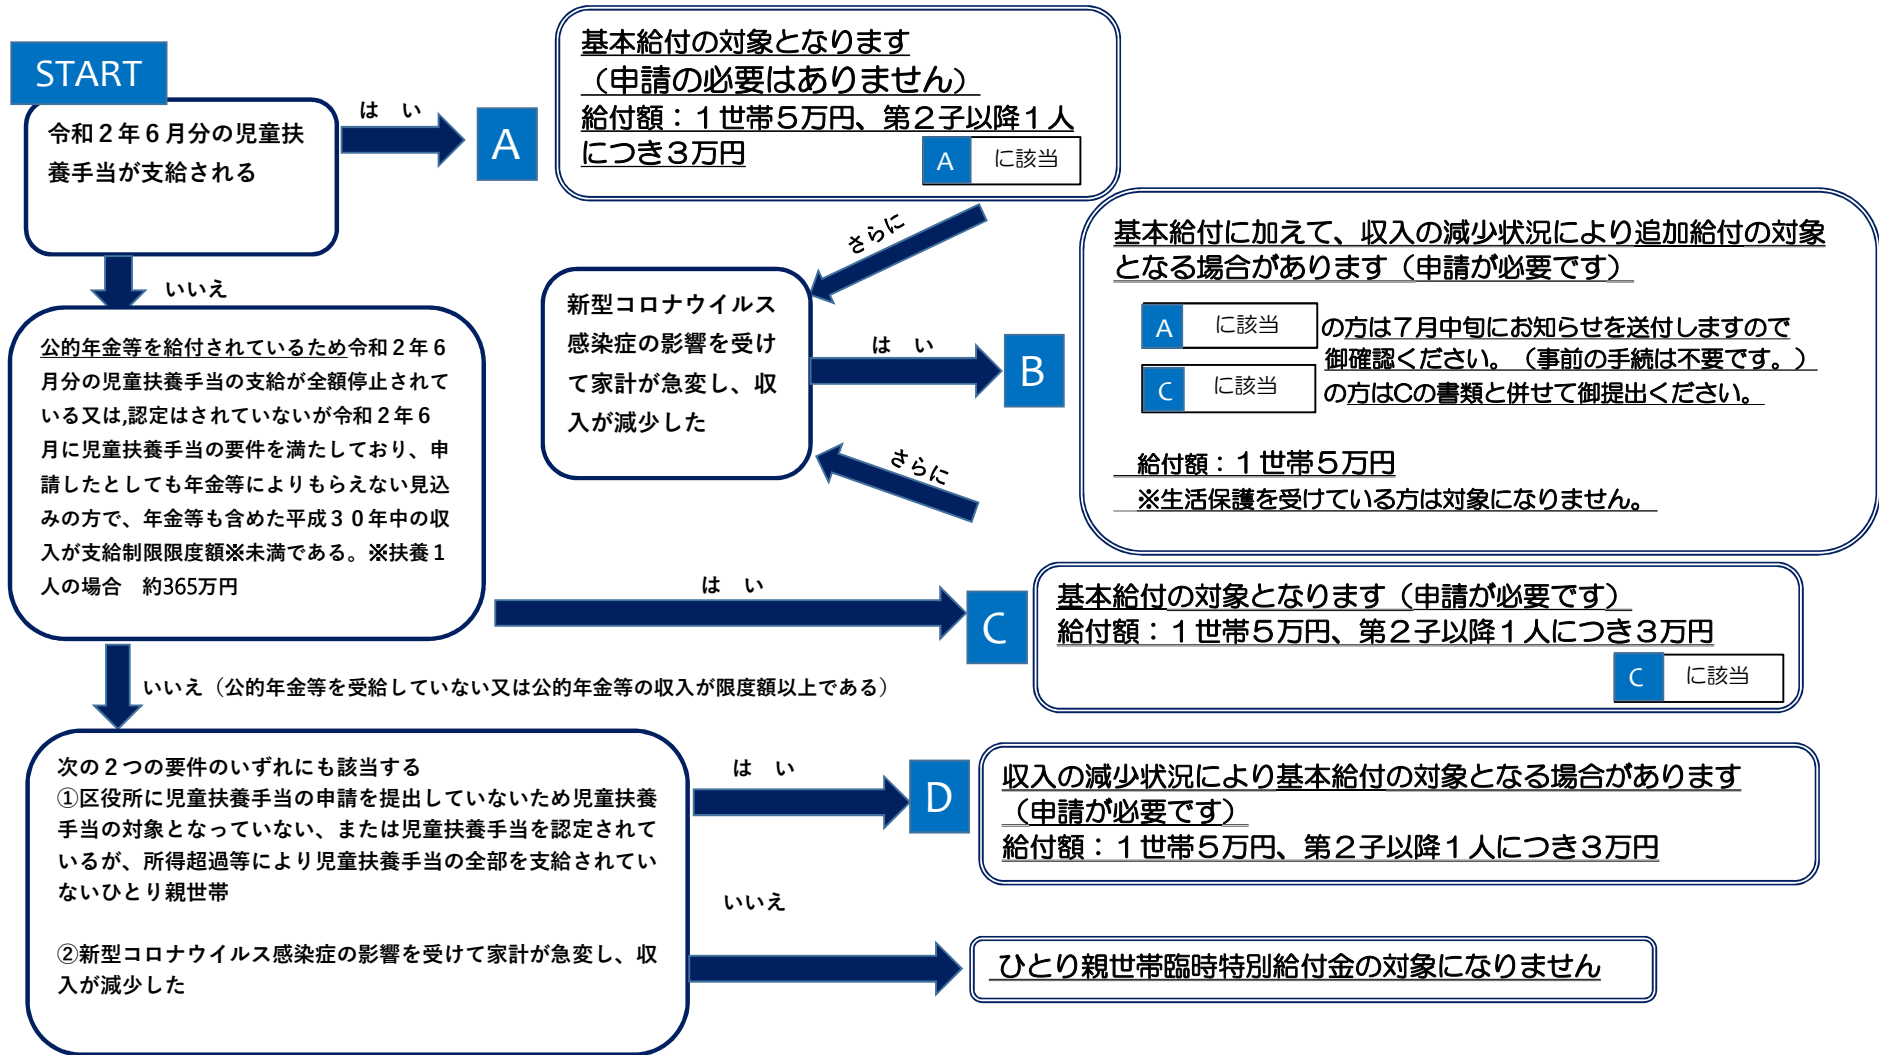 START
令和２年６月分の児童扶
養手当が支給される
は　い
A
基本給付の対象となります
（申請の必要はありません）
給付額：１世帯５万円、第２子以降１人
につき３万円
A　に該当
さらに
いいえ
新型コロナウイルス
感染症の影響を受け
て家計が急変し、収
入が減少した
は　い
B
基本給付に加えて、収入の減少状況により追加給付の対象
となる場合があります（申請が必要です）
A　に該当　の方は７月中旬にお知らせを送付しますので
御確認ください。（事前の手続は不要です。）
C　に該当　の方はCの書類と併せて御提出ください。
給付額：１世帯５万円
※生活保護を受けている方は対象になりません。
さらに
公的年金等を給付されているため令和２年６
月分の児童扶養手当の支給が全額停止されて
いる又は,認定はされていないが令和２年６
月に児童扶養手当の要件を満たしており、申
請したとしても年金等によりもらえない見込
みの方で、年金等も含めた平成３０年中の収
入が支給制限限度額※未満である。※扶養１
人の場合　約365万円
は　い
C
基本給付の対象となります（申請が必要です）
給付額：１世帯５万円、第２子以降１人につき３万円
C　に該当
いいえ（公的年金等を受給していない又は公的年金等の収入が限度額以上である）
次の２つの要件のいずれにも該当する
①区役所に児童扶養手当の申請を提出していないため児童扶養
手当の対象となっていない、または児童扶養手当を認定されて
いるが、所得超過等により児童扶養手当の全部を支給されてい
ないひとり親世帯
②新型コロナウイルス感染症の影響を受けて家計が急変し、収
入が減少した
は　い
D
収入の減少状況により基本給付の対象となる場合があります
（申請が必要です）
給付額：１世帯５万円、第２子以降１人につき３万円
いいえ
ひとり親世帯臨時特別給付金の対象になりません